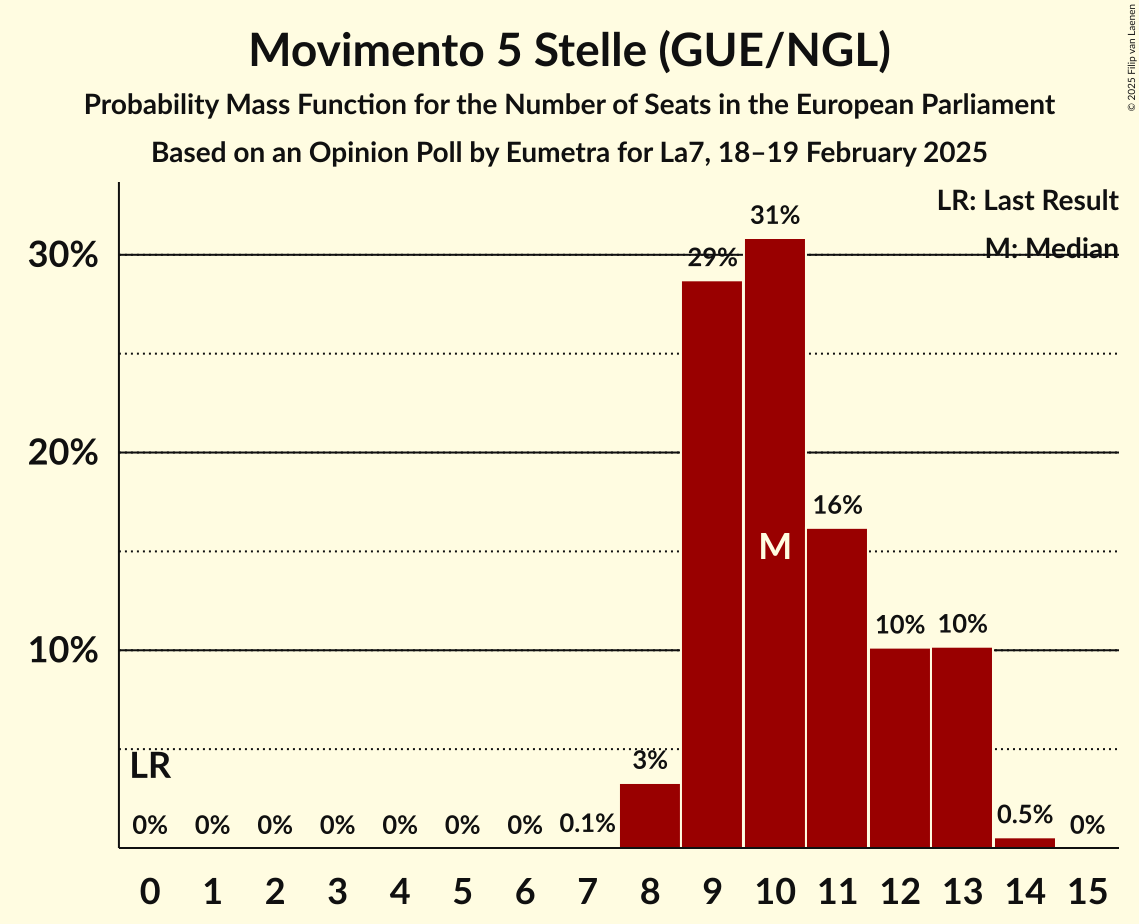 Movimento 5 Stelle (GUE/NGL)
Probability Mass Function for the Number of Seats in the European Parliament
Based on an Opinion Poll by Eumetra for La7, 18–19 February 2025
© 2025 Filip van Laenen
LR: Last Result
M: Median
30%
20%
10%
31%
29%
16%
10% 10%
3%
0.5%
0% 0% 0% 0% 0% 0% 0% 0.1% 0%
M
LR
0 1 2 3 4 5 6 7 8 9 10 11 12 13 14 15